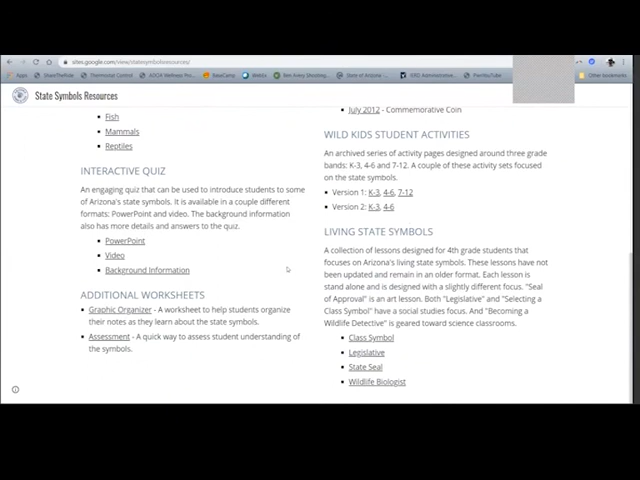 sites.google.com/view/statesymbolsresources/
Apps ShareTheRide Thermostat Control ADOA Wellness Por... BaseCamp WebEx Ben Avery Shooting... State of Arizona Other bookmarks
State Symbols Resources
Fish
Mammals
Reptiles
INTERACTIVE QUIZ
An engaging quiz that can be used to introduce students to some
of Arizona's state symbols. It is available in a couple different
formats: PowerPoint and video. The background information
also has more details and answers to the quiz.
PowerPoint
Video
Background Information
ADDITIONAL WORKSHEETS
Graphic Organizer - A worksheet to help students organize
their notes as they learn about the state symbols.
Assessment - A quick way to assess student understanding of
the symbols.
July 2012 - Commemorative Coin
WILD KIDS STUDENT ACTIVITIES
An archived series of activity pages designed around three grade
bands: K-3, 4-6 and 7-12. A couple of these activity sets focused
on the state symbols.
Version 1: K-3, 4-6, 7-12
Version 2: K-3, 4-6
LIVING STATE SYMBOLS
A collection of lessons designed for 4th grade students that
focuses on Arizona's living state symbols. These lessons have not
been updated and remain in an older format. Each lesson is
stand alone and is designed with a slightly different focus. "Seal
of Approval" is an art lesson. Both "Legislative" and "Selecting a
Class Symbol" have a social studies focus. And "Becoming a
Wildlife Detective" is geared toward science classrooms.
Class Symbol
Legislative
State Seal
Wildlife Biologist